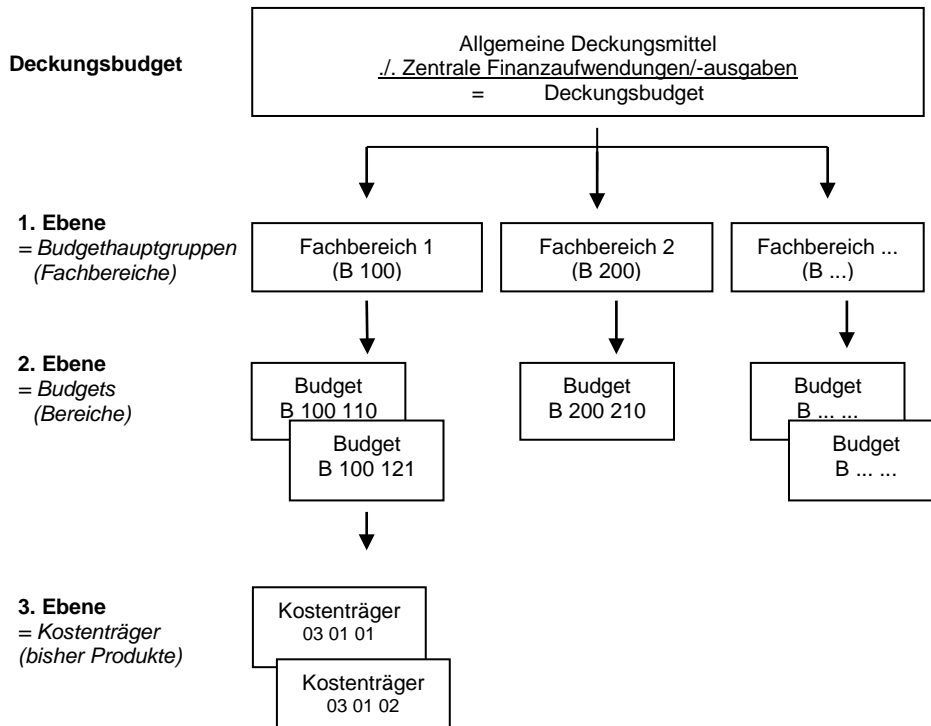 Deckungsbudget
Allgemeine Deckungsmittel
./. Zentrale Finanzaufwendungen/-ausgaben
= Deckungsbudget
1. Ebene
= Budgethauptgruppen
(Fachbereiche)
Fachbereich 1
(B 100)
Fachbereich 2
(B 200)
Fachbereich ...
(B ...)
2. Ebene
= Budgets
(Bereiche)
Budget
B 100 110
Budget
B 100 121
Budget
B 200 210
Budget
B ... ...
Budget
B ... ...
3. Ebene
= Kostenträger
(bisher Produkte)
Kostenträger
03 01 01
Kostenträger
03 01 02